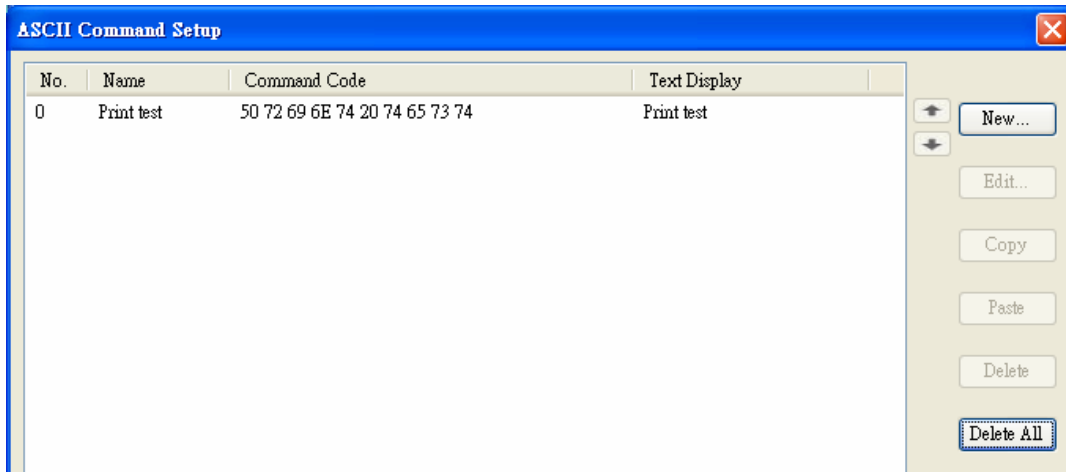 ASCII Command Setup
No. Name Command Code Text Display
0 Print test 50 72 69 6E 74 20 74 65 73 74 Print test
New...
Edit...
Copy
Paste
Delete
Delete All